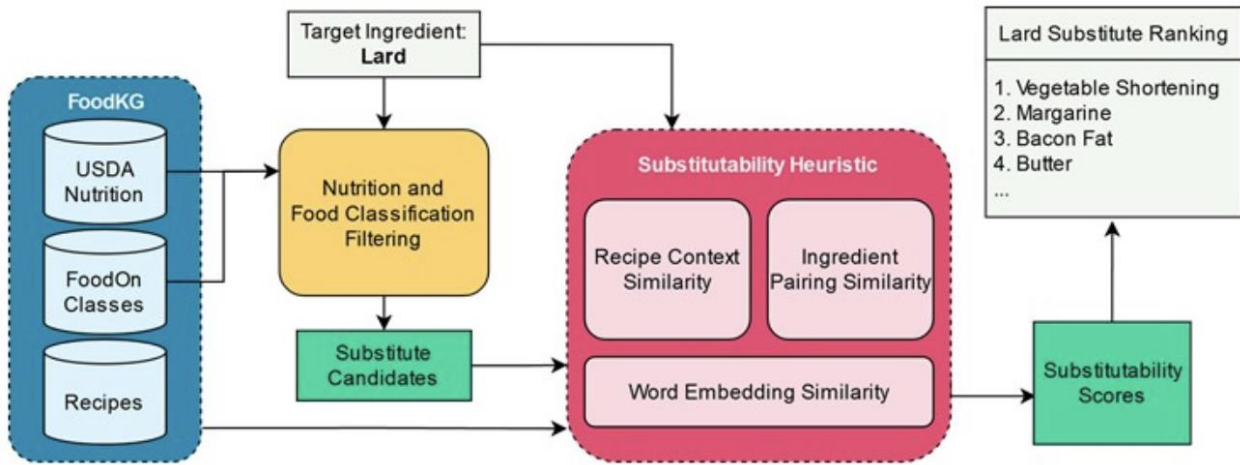 Target Ingredient:
Lard
FoodKG
USDA
Nutrition
FoodOn
Classes
Recipes
Nutrition and
Food Classification
Filtering
Substitute
Candidates
Substitutability Heuristic
Recipe Context
Similarity
Ingredient
Pairing Similarity
Word Embedding Similarity
Substitutability
Scores
Lard Substitute Ranking
1. Vegetable Shortening
2. Margarine
3. Bacon Fat
4. Butter
...